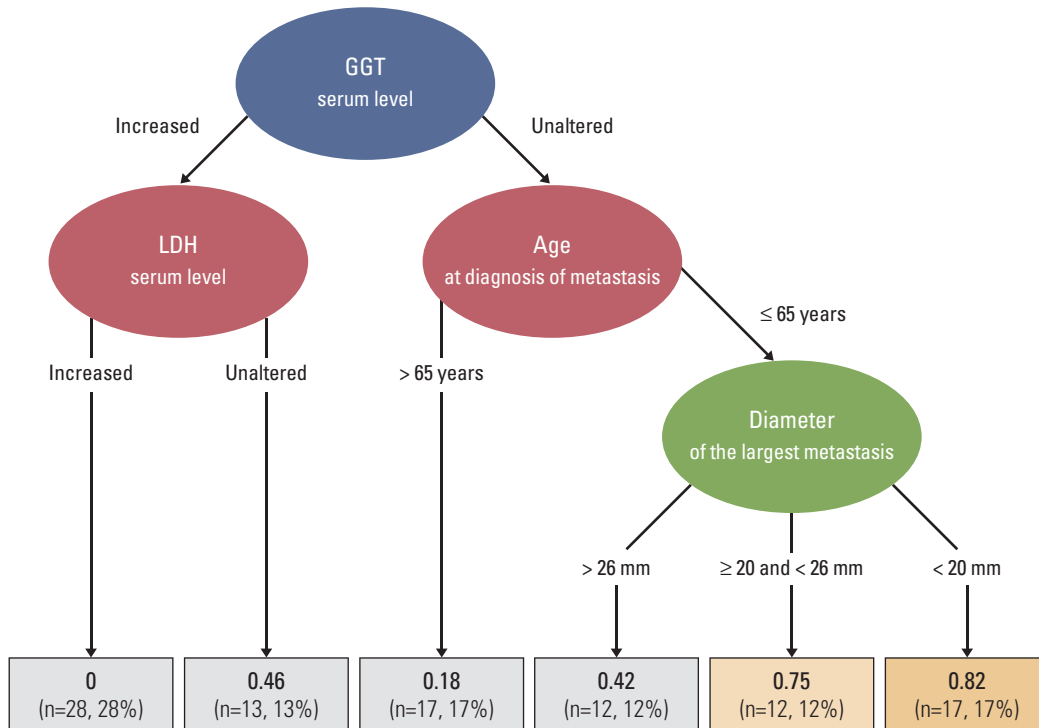 GGT
serum level
Increased
Unaltered
LDH
serum level
Age
at diagnosis of metastasis
≤ 65 years
Increased
Unaltered
> 65 years
Diameter
of the largest metastasis
> 26 mm
≥ 20 and < 26 mm
< 20 mm
0
(n=28, 28%)
0.46
(n=13, 13%)
0.18
(n=17, 17%)
0.42
(n=12, 12%)
0.75
(n=12, 12%)
0.82
(n=17, 17%)